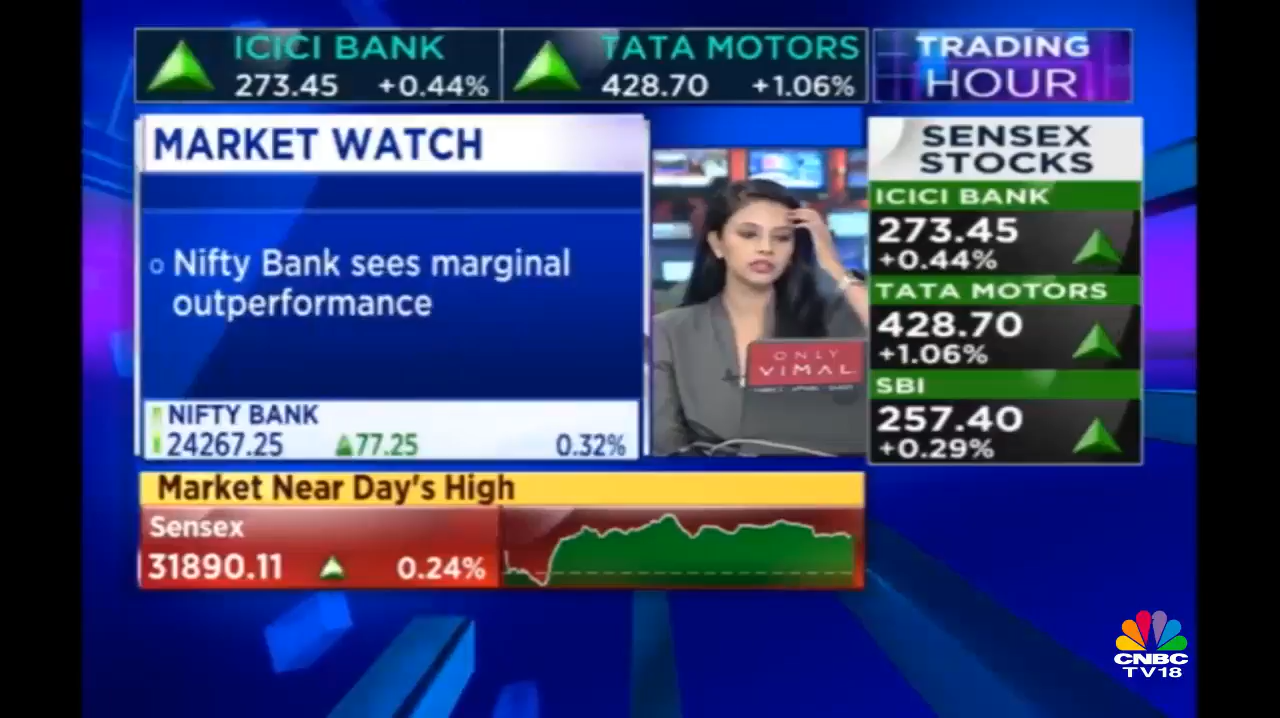 ICICI BANK
273.45 +0.44%
TATA MOTORS
428.70 +1.06%
TRADING
HOUR
MARKET WATCH
Nifty Bank sees marginal
outperformance
NIFTY BANK
24267.25 77.25 0.32%
ONLY
VIMAL
SENSEX
STOCKS
ICICI BANK
273.45
+0.44%
TATA MOTORS
428.70
+1.06%
SBI
257.40
+0.29%
Market Near Day's High
Sensex
31890.11 0.24%
CNBC
TV18